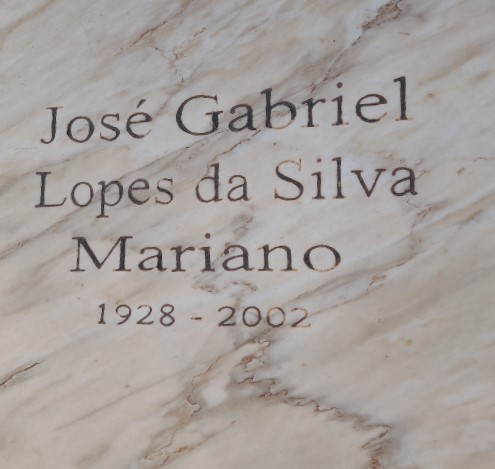 José Gabriel
Lopes da Silva
Mariano
1928 - 2002